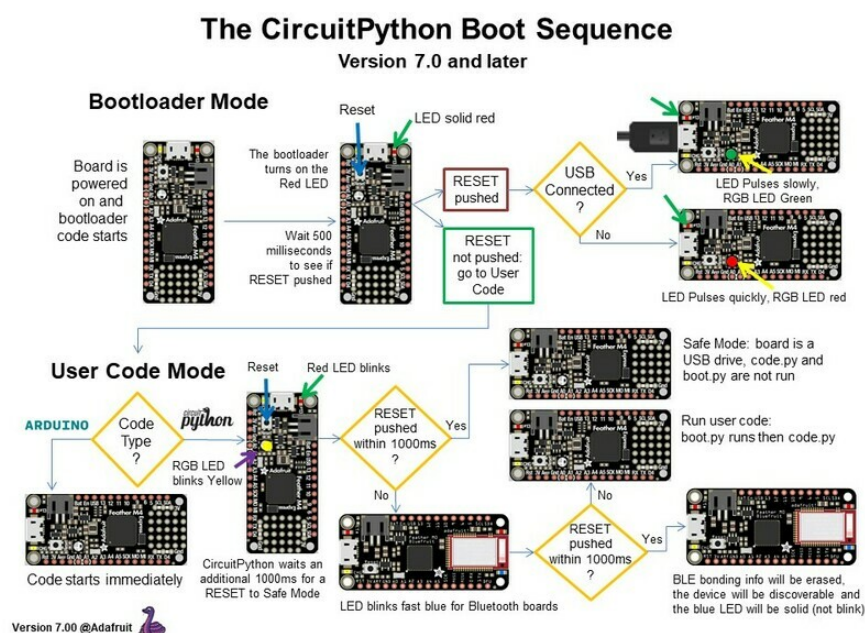 The CircuitPython Boot Sequence
Version 7.0 and later
Bootloader Mode
Board is
powered
on and
bootloader
code starts
The bootloader
turns on the
Red LED
Wait 500
milliseconds
to see if
RESET pushed
Reset
LED solid red
RESET
pushed
RESET
not pushed:
go to User
Code
USB
Connected
?
Yes
No
LED Pulses slowly,
RGB LED Green
LED Pulses quickly, RGB LED red
User Code Mode
ARDUINO
Code
Type
?
circuit
python
Code starts immediately
Reset
Red LED blinks
RGB LED
blinks Yellow
CircuitPython waits an
additional 1000ms for a
RESET to Safe Mode
RESET
pushed
within 1000ms
?
Yes
No
Safe Mode: board is a
USB drive, code.py and
boot.py are not run
Run user code:
boot.py runs then code.py
LED blinks fast blue for Bluetooth boards
No
RESET
pushed
within 1000ms
?
Yes
BLE bonding info will be erased,
the device will be discoverable and
the blue LED will be solid (not blink)
Version 7.00 @Adafruit